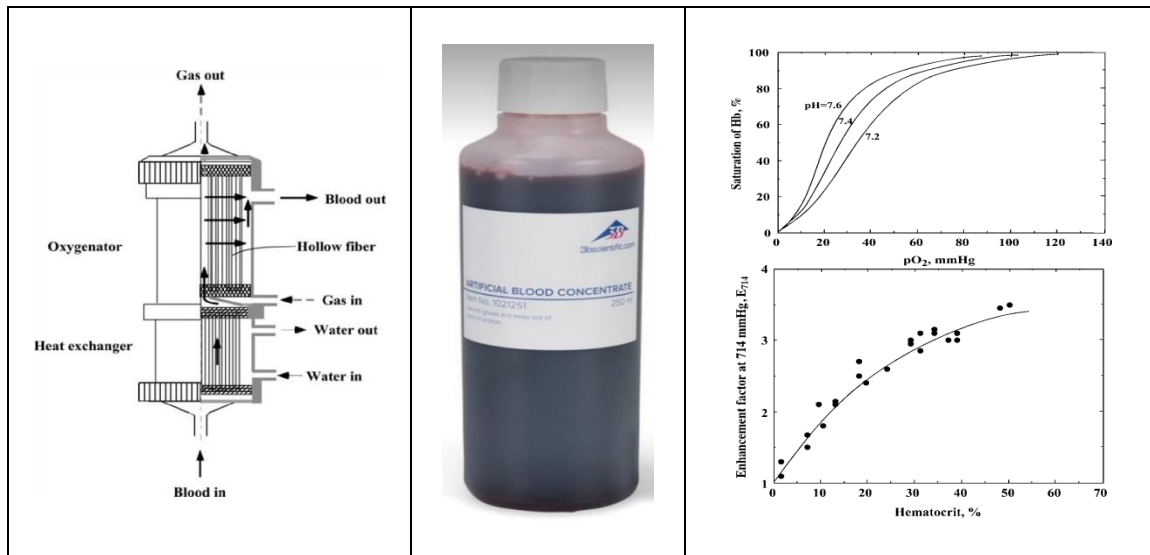 Gas out
Blood out
Oxygenator
Hollow fiber
Gas in
Water out
Heat exchanger
Water in
Blood in
3B
3bscientific.com
ARTIFICIAL BLOOD CONCENTRATE
Item No. 1021251
250 ml
Saturation of Hb, %
100
80
60
40
20
0
pH=7.6
7.4
7.2
0 20 40 60 80 100 120 140
pO2, mmHg
Enhancement factor at 714 mmHg, E714
4
3
2
1
0 10 20 30 40 50 60 70
Hematocrit, %